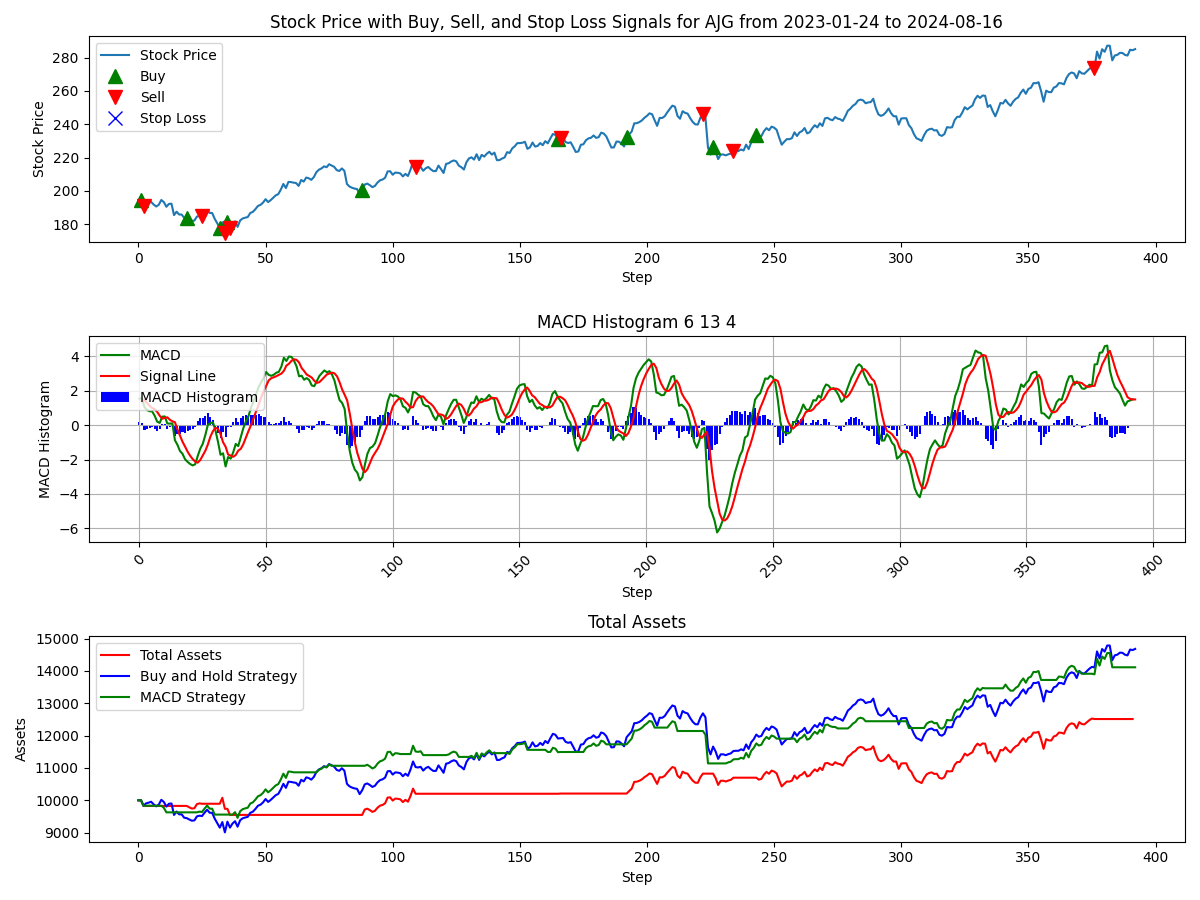 Stock Price with Buy, Sell, and Stop Loss Signals for AJG from 2023-01-24 to 2024-08-16
Stock Price
Buy
Sell
Stop Loss
Stock Price
280
260
240
220
200
180
0 50 100 150 200 250 300 350 400
Step
MACD Histogram 6 13 4
MACD
Signal Line
MACD Histogram
MACD Histogram
4
2
0
−2
−4
−6
0 50 100 150 200 250 300 350 400
Step
Total Assets
Total Assets
Buy and Hold Strategy
MACD Strategy
Assets
15000
14000
13000
12000
11000
10000
9000
0 50 100 150 200 250 300 350 400
Step